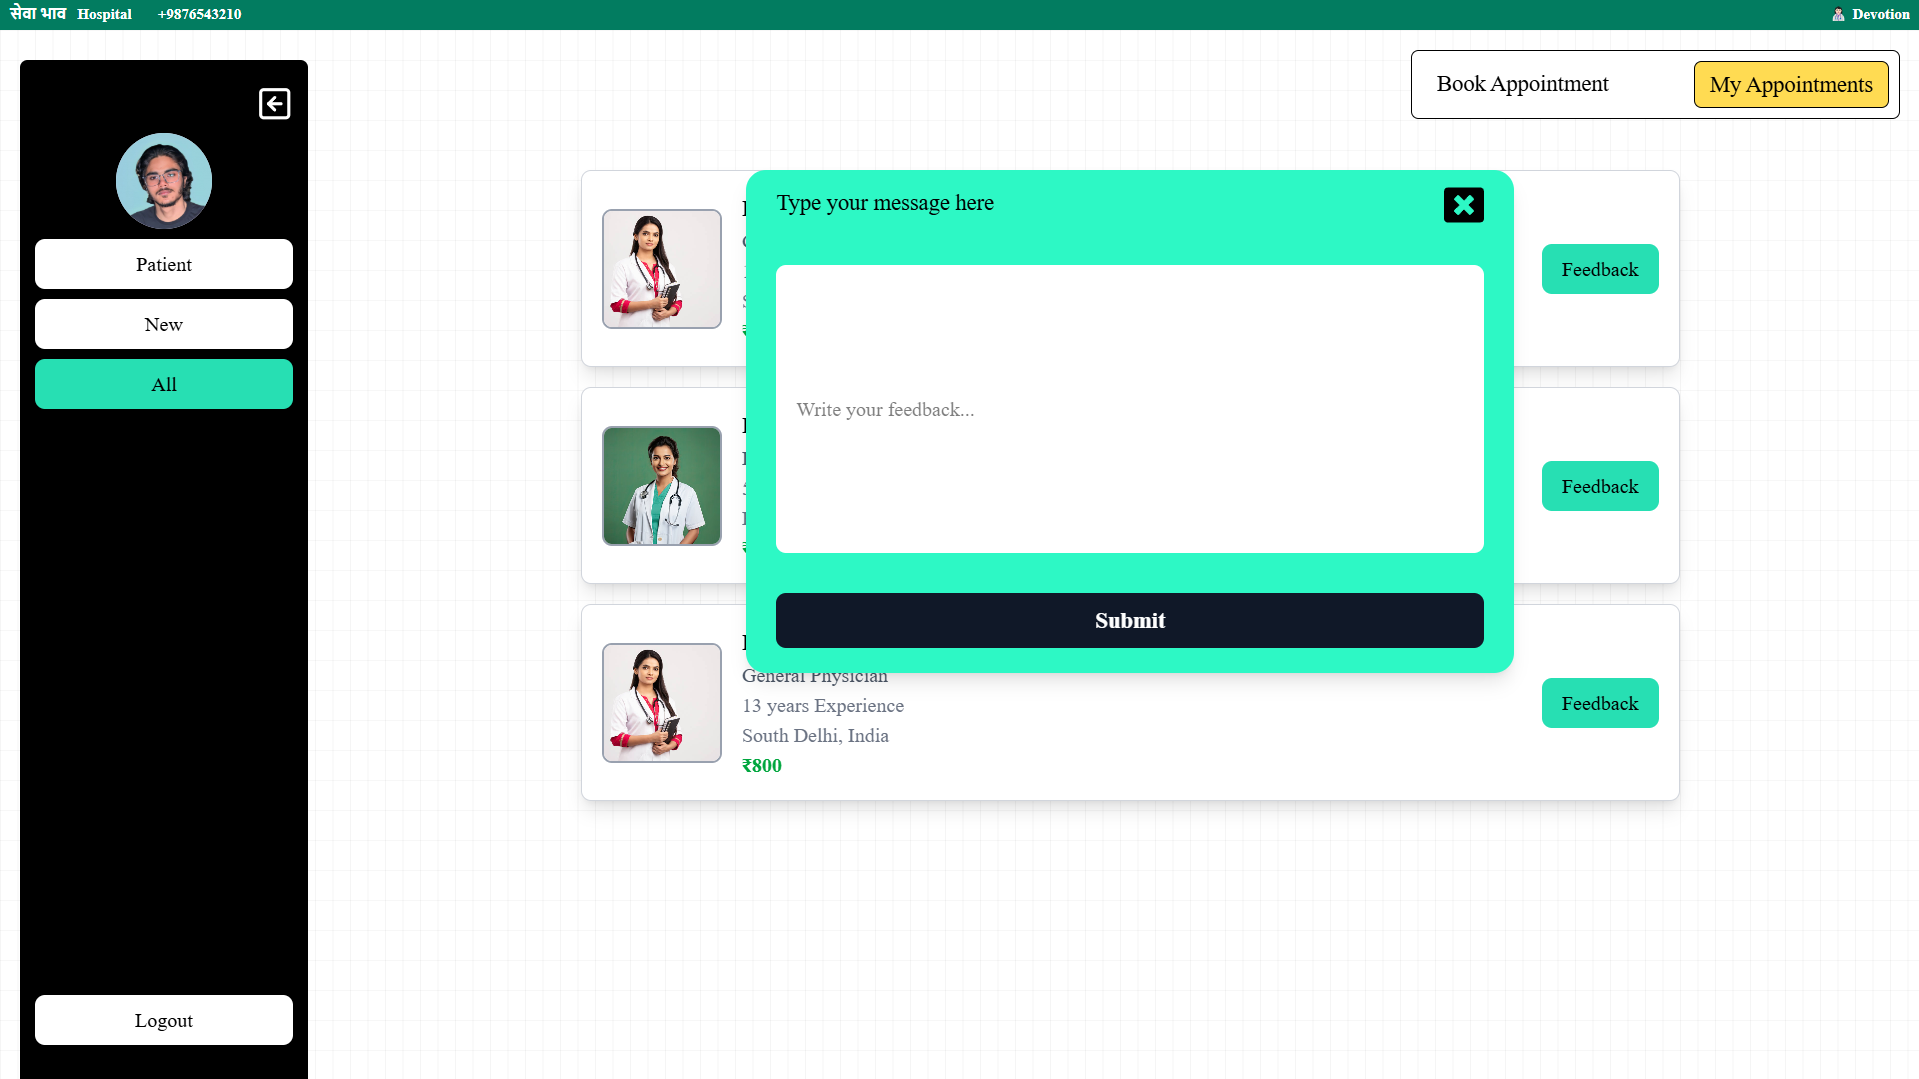 सेवा भाव Hospital +9876543210 Devotion
Book Appointment My Appointments
Patient
New
All
Logout
Type your message here
Write your feedback...
Submit
Feedback
Feedback
General Physician
13 years Experience
South Delhi, India
₹800
Feedback